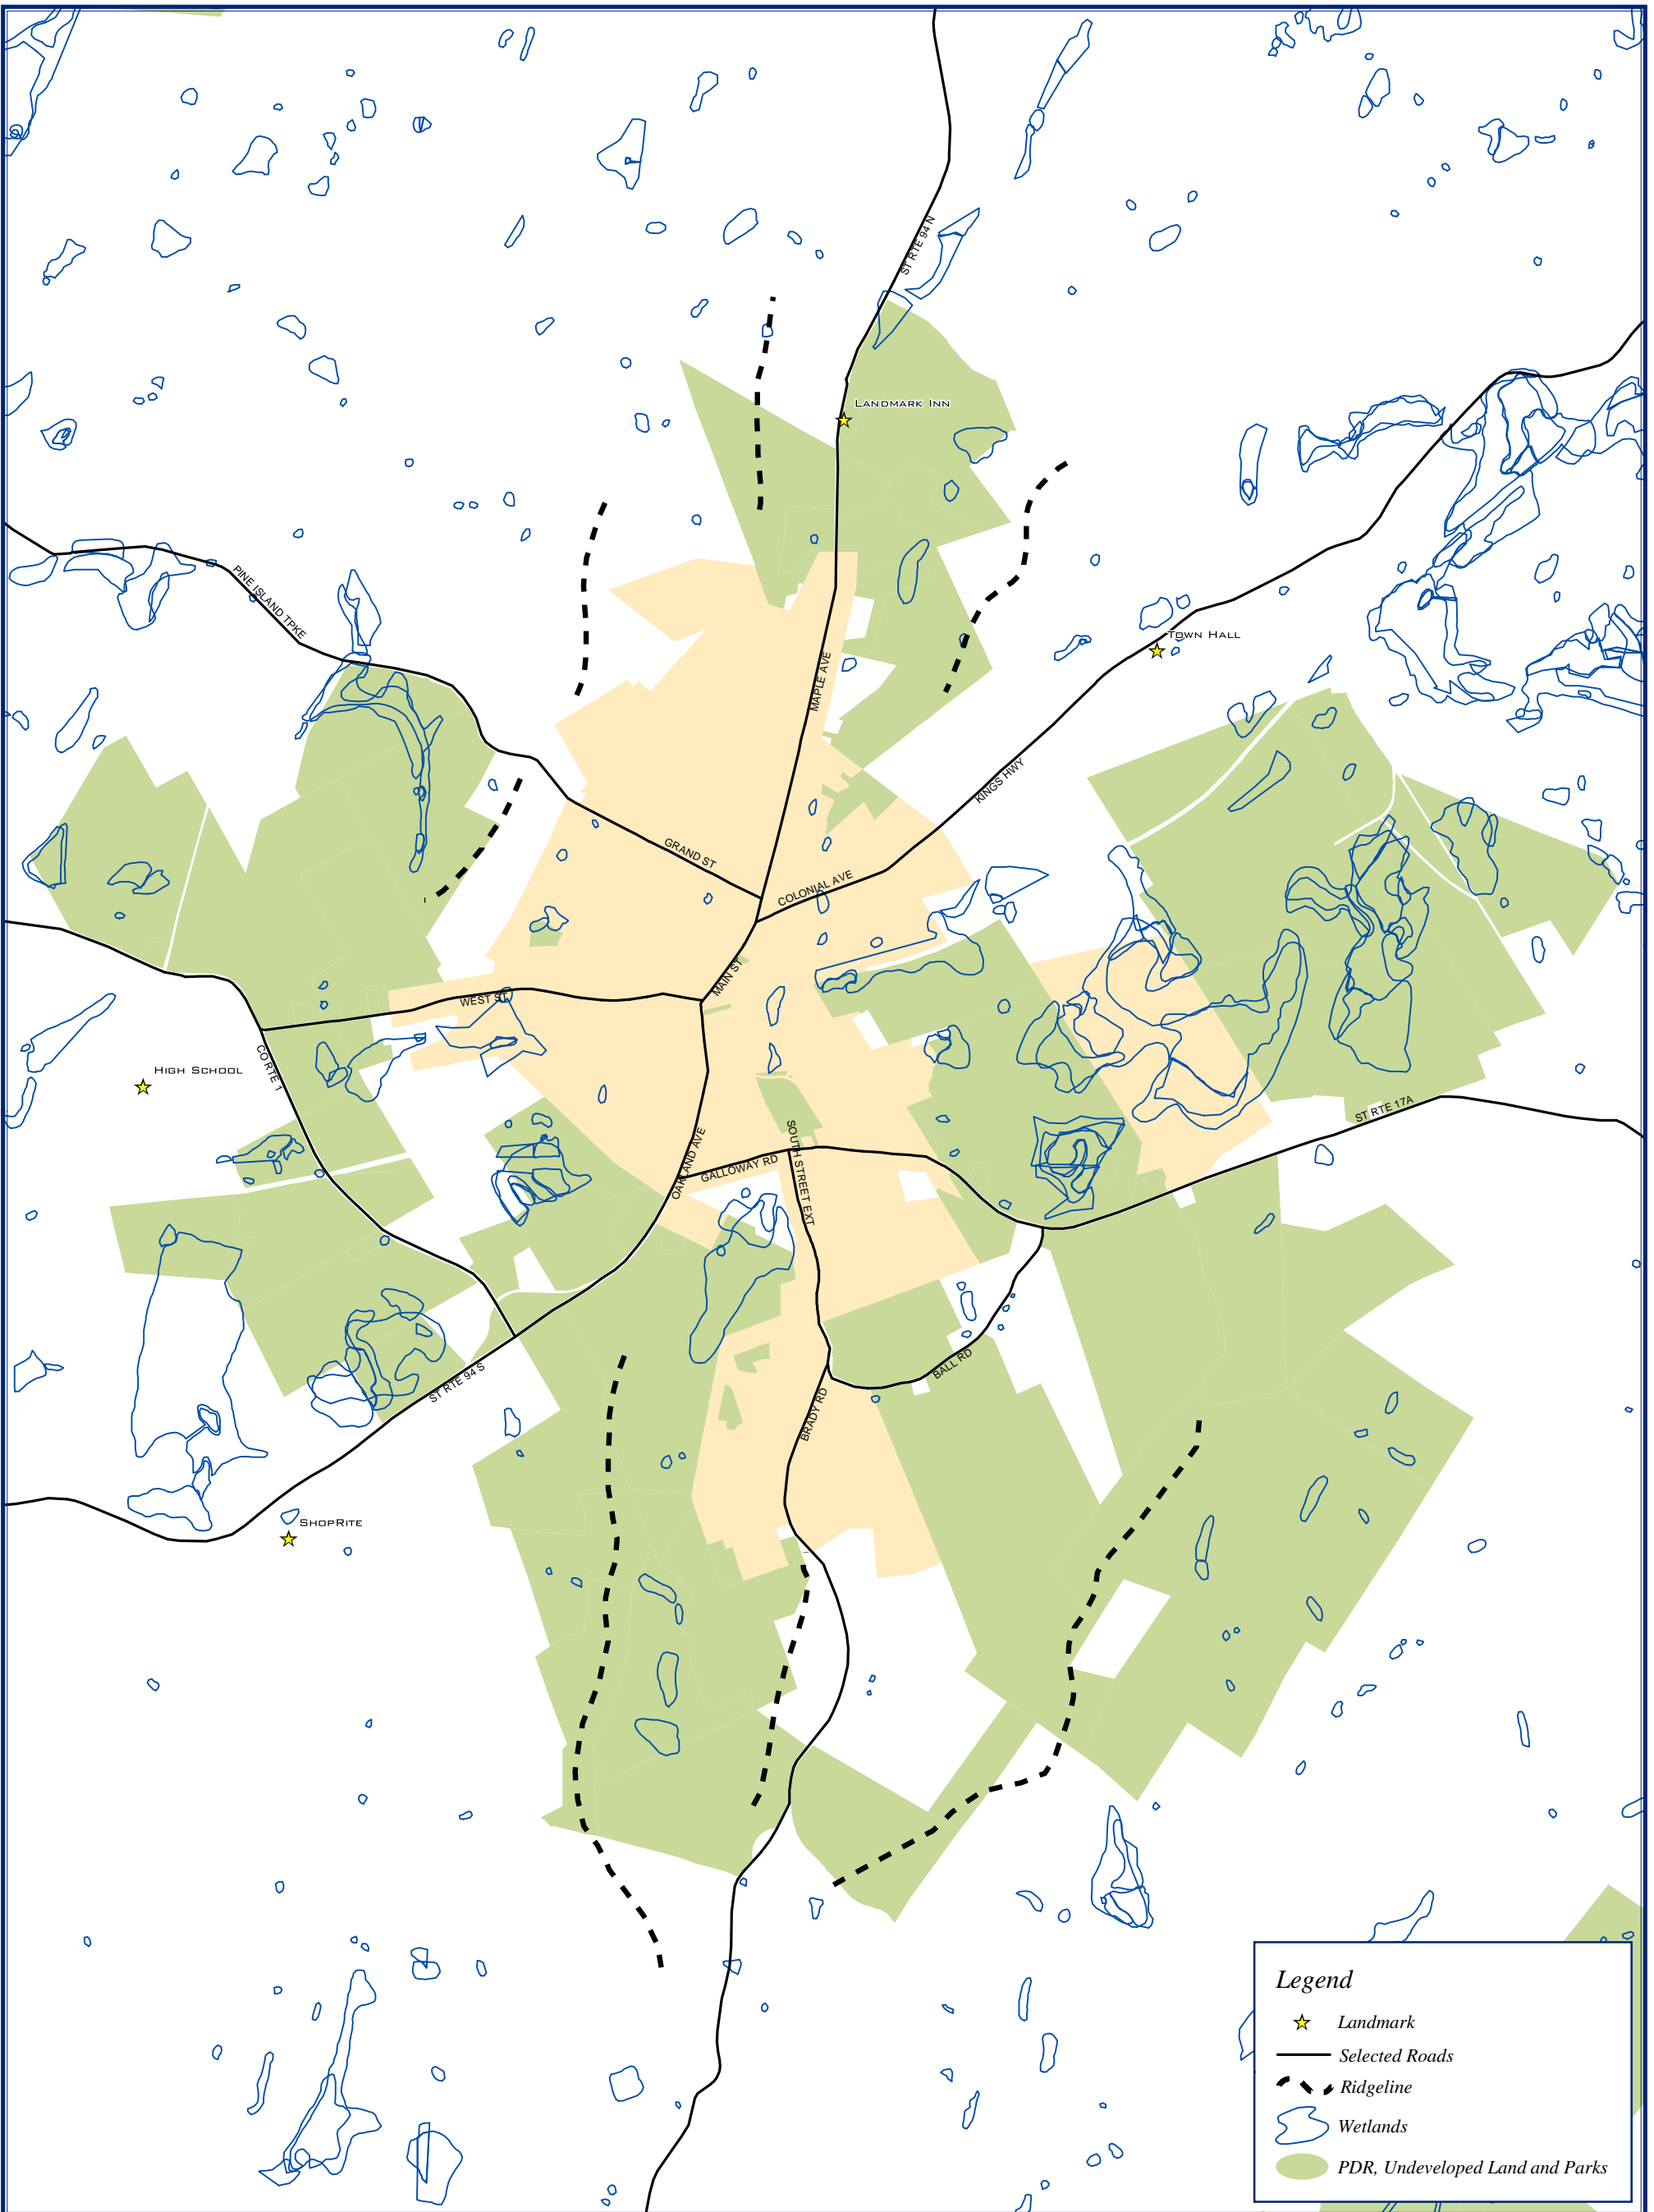 ST RTE 94 N
LANDMARK INN
PINE ISLAND TPKE
TOWN HALL
MAPLE AVE
KINGS HWY
GRAND ST
COLONIAL AVE
MAIN ST
WEST ST
CO RTE 1
HIGH SCHOOL
ST RTE 17A
OAKLAND AVE
GALLOWAY RD
SOUTH STREET EXT
BALL RD
ST RTE 94 S
BRADY RD
SHOPRITE
Legend
Landmark
Selected Roads
Ridgeline
Wetlands
PDR, Undeveloped Land and Parks